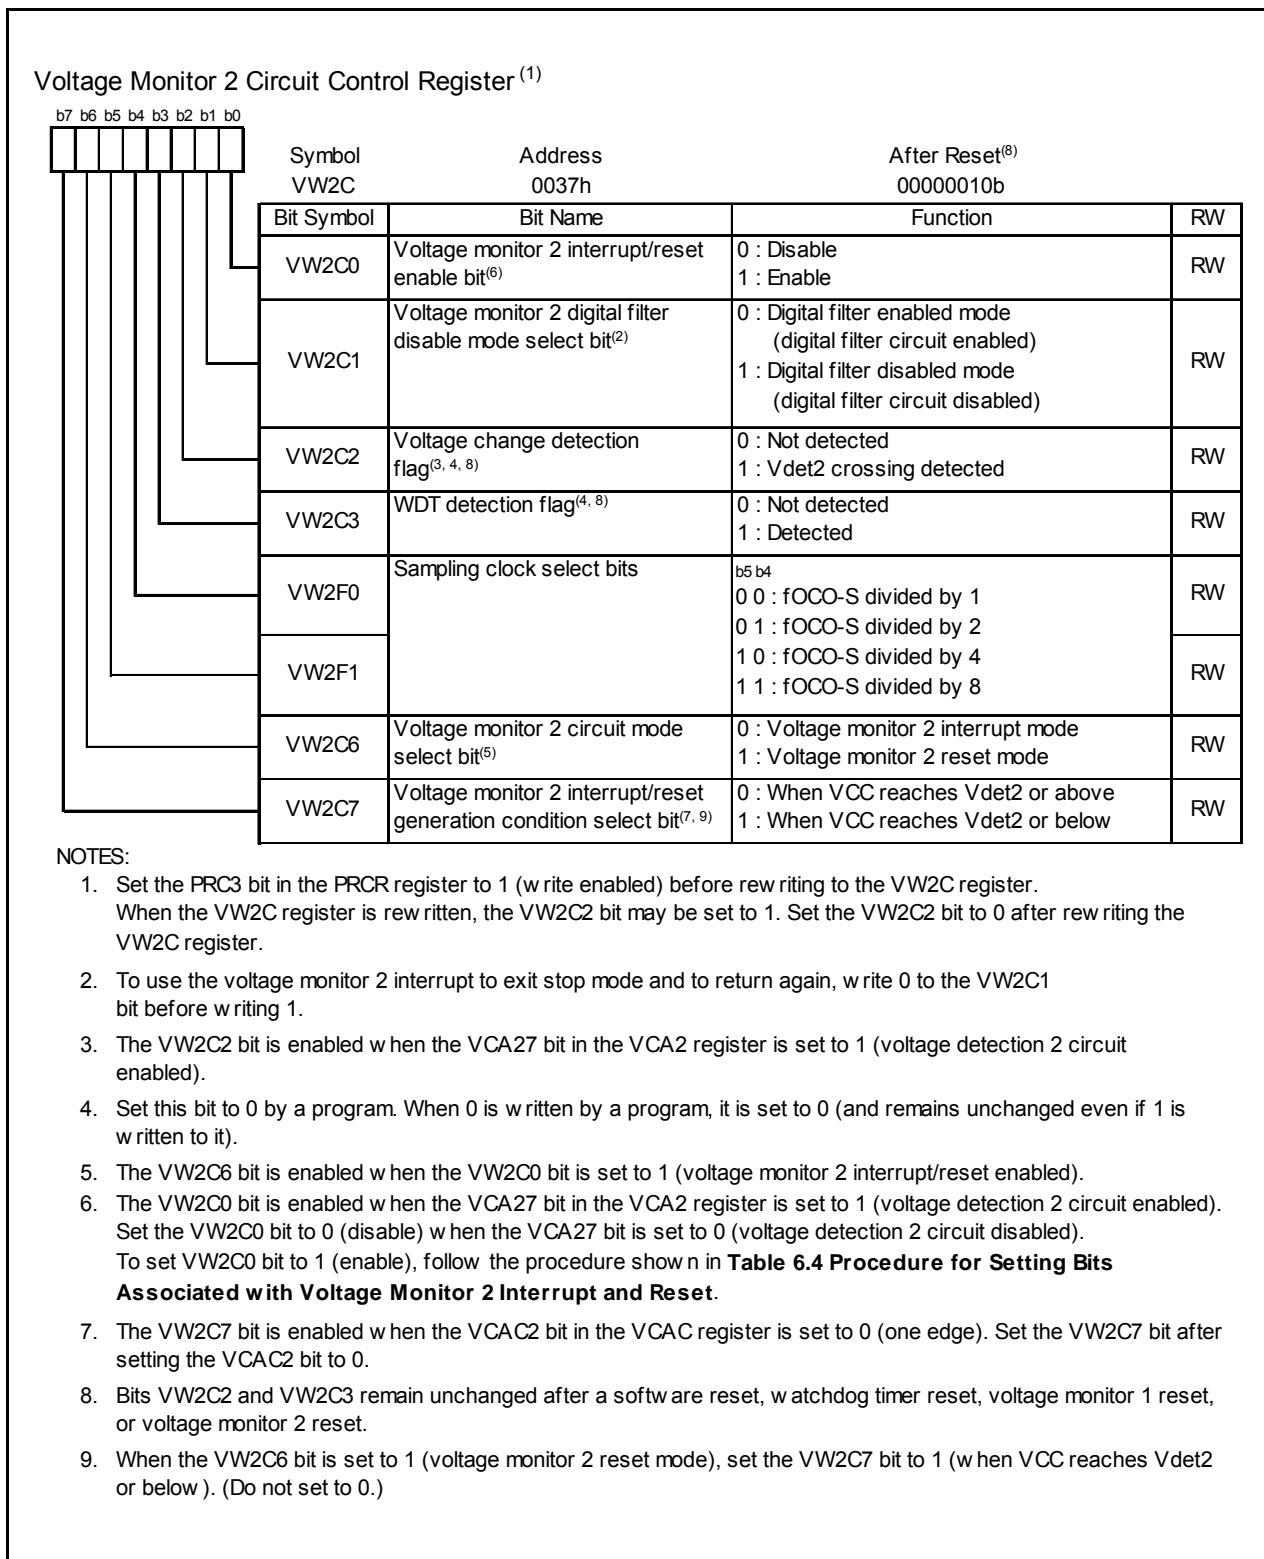 Voltage Monitor 2 Circuit Control Register (1)
b7 b6 b5 b4 b3 b2 b1 b0
Symbol Address After Reset(8)
VW2C 0037h 00000010b
Bit Symbol Bit Name Function RW
VW2C0 Voltage monitor 2 interrupt/reset enable bit(6) 0 : Disable
1 : Enable RW
VW2C1 Voltage monitor 2 digital filter disable mode select bit(2) 0 : Digital filter enabled mode
(digital filter circuit enabled)
1 : Digital filter disabled mode
(digital filter circuit disabled) RW
VW2C2 Voltage change detection flag(3, 4, 8) 0 : Not detected
1 : Vdet2 crossing detected RW
VW2C3 WDT detection flag(4, 8) 0 : Not detected
1 : Detected RW
VW2F0 Sampling clock select bits b5 b4
0 0 : fOCO-S divided by 1 RW
0 1 : fOCO-S divided by 2
VW2F1 1 0 : fOCO-S divided by 4 RW
1 1 : fOCO-S divided by 8
VW2C6 Voltage monitor 2 circuit mode select bit(5) 0 : Voltage monitor 2 interrupt mode
1 : Voltage monitor 2 reset mode RW
VW2C7 Voltage monitor 2 interrupt/reset generation condition select bit(7, 9) 0 : When VCC reaches Vdet2 or above
1 : When VCC reaches Vdet2 or below RW
NOTES:
1. Set the PRC3 bit in the PRCR register to 1 (write enabled) before rewriting to the VW2C register.
When the VW2C register is rewritten, the VW2C2 bit may be set to 1. Set the VW2C2 bit to 0 after rewriting the
VW2C register.
2. To use the voltage monitor 2 interrupt to exit stop mode and to return again, write 0 to the VW2C1
bit before writing 1.
3. The VW2C2 bit is enabled when the VCA27 bit in the VCA2 register is set to 1 (voltage detection 2 circuit
enabled).
4. Set this bit to 0 by a program. When 0 is written by a program, it is set to 0 (and remains unchanged even if 1 is
written to it).
5. The VW2C6 bit is enabled when the VW2C0 bit is set to 1 (voltage monitor 2 interrupt/reset enabled).
6. The VW2C0 bit is enabled when the VCA27 bit in the VCA2 register is set to 1 (voltage detection 2 circuit enabled).
Set the VW2C0 bit to 0 (disable) when the VCA27 bit is set to 0 (voltage detection 2 circuit disabled).
To set VW2C0 bit to 1 (enable), follow the procedure shown in Table 6.4 Procedure for Setting Bits
Associated with Voltage Monitor 2 Interrupt and Reset.
7. The VW2C7 bit is enabled when the VCAC2 bit in the VCAC register is set to 0 (one edge). Set the VW2C7 bit after
setting the VCAC2 bit to 0.
8. Bits VW2C2 and VW2C3 remain unchanged after a software reset, watchdog timer reset, voltage monitor 1 reset,
or voltage monitor 2 reset.
9. When the VW2C6 bit is set to 1 (voltage monitor 2 reset mode), set the VW2C7 bit to 1 (when VCC reaches Vdet2
or below). (Do not set to 0.)